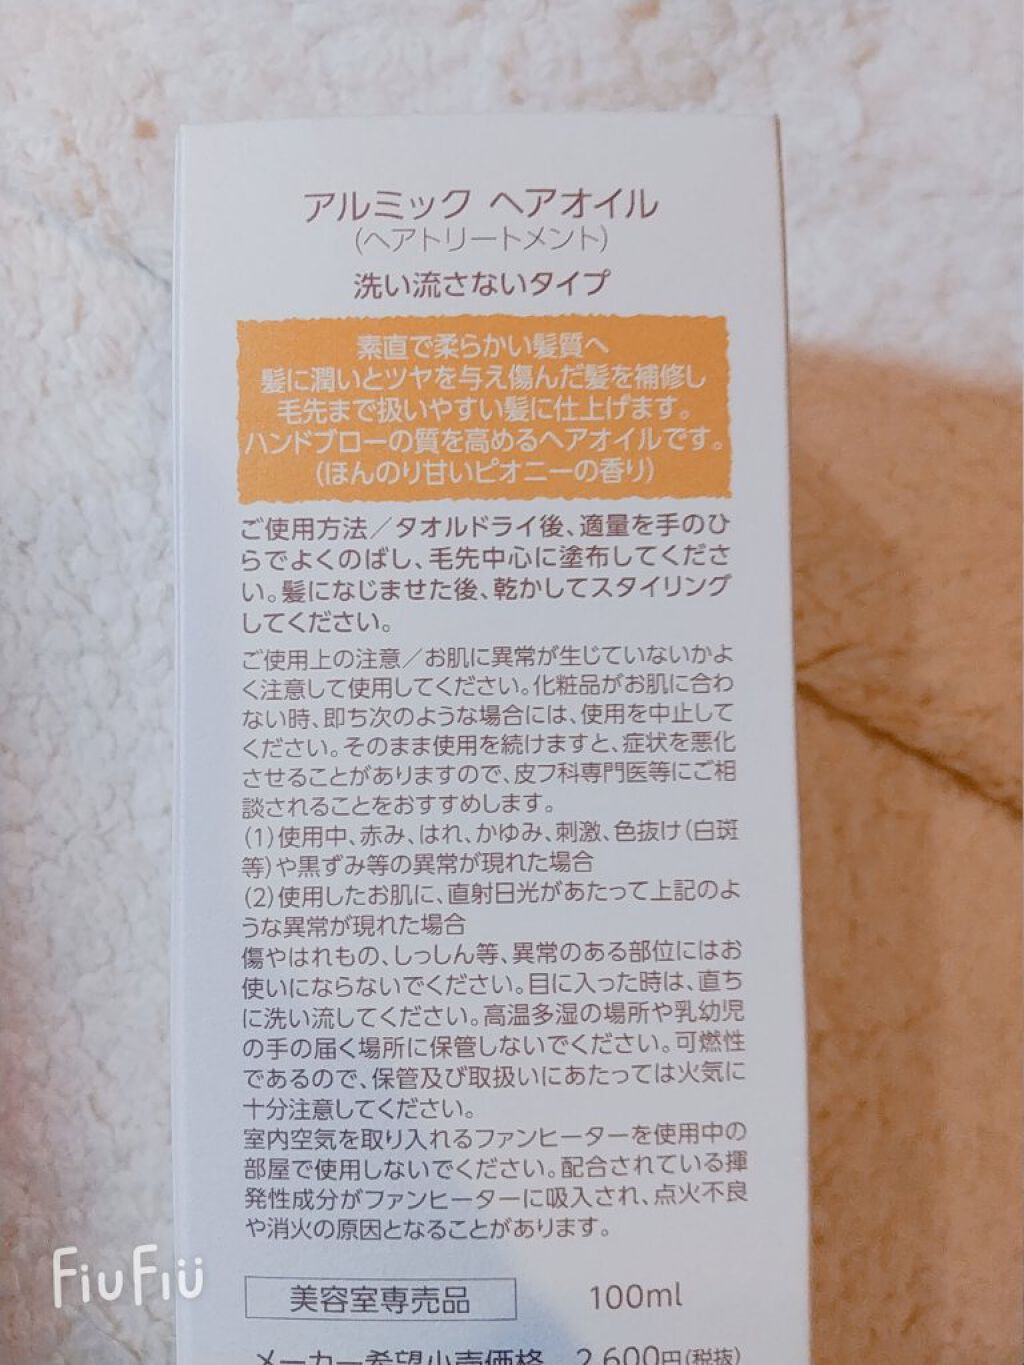 アルミック ヘアオイル
(ヘアトリートメント)
洗い流さないタイプ
素直で柔らかい髪質へ
髪に潤いとツヤを与え傷んだ髪を補修し
毛先まで扱いやすい髪に仕上げます。
ハンドブローの質を高めるヘアオイルです。
(ほんのり甘いピオニーの香り)
ご使用方法／タオルドライ後、適量を手のひ
らでよくのばし、毛先中心に塗布してくださ
い。髪になじませた後、乾かしてスタイリング
してください。
ご使用上の注意／お肌に異常が生じていないかよ
く注意して使用してください。化粧品がお肌に合わ
ない時、即ち次のような場合には、使用を中止して
ください。そのまま使用を続けますと、症状を悪化
させることがありますので、皮フ科専門医等にご相
談されることをおすすめします。
(1)使用中、赤み、はれ、かゆみ、刺激、色抜け(白斑
等)や黒ずみ等の異常が現れた場合
(2)使用したお肌に、直射日光があたって上記のよ
うな異常が現れた場合
傷やはれもの、しっしん等、異常のある部位にはお
使いにならないでください。目に入った時は、直ち
に洗い流してください。高温多湿の場所や乳幼児
の手の届く場所に保管しないでください。可燃性
であるので、保管及び取扱いにあたっては火気に
十分注意してください。
室内空気を取り入れるファンヒーターを使用中の
部屋で使用しないでください。配合されている揮
発性成分がファンヒーターに吸入され、点火不良
や消火の原因となることがあります。
美容室専売品 100ml
メーカー希望小売価格 2,600円(税抜)
FiuFiü